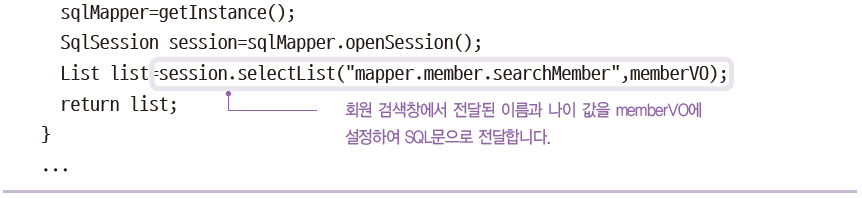 sqlMapper=getInstance();
SqlSession session=sqlMapper.openSession();
List list=session.selectList("mapper.member.searchMember",memberVO);
return list;
회원 검색창에서 전달된 이름과 나이 값을 memberVO에
}
설정하여 SQL문으로 전달합니다.
...